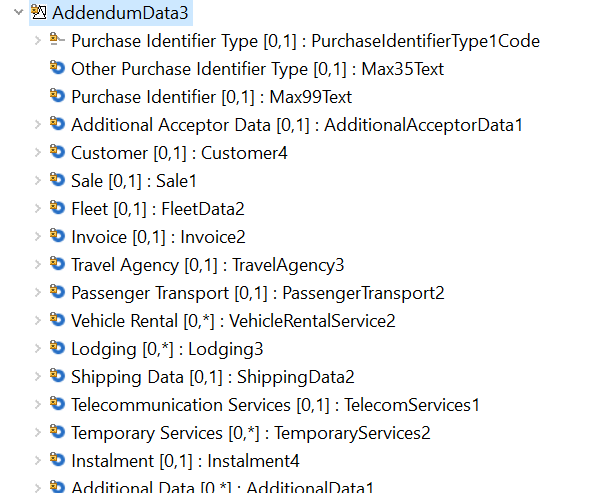 AddendumData3
Purchase Identifier Type [0,1] : PurchaseIdentifierType1Code
Other Purchase Identifier Type [0,1] : Max35Text
Purchase Identifier [0,1] : Max99Text
Additional Acceptor Data [0,1] : AdditionalAcceptorData1
Customer [0,1] : Customer4
Sale [0,1] : Sale1
Fleet [0,1] : FleetData2
Invoice [0,1] : Invoice2
Travel Agency [0,1] : TravelAgency3
Passenger Transport [0,1] : PassengerTransport2
Vehicle Rental [0,*] : VehicleRentalService2
Lodging [0,*] : Lodging3
Shipping Data [0,1] : ShippingData2
Telecommunication Services [0,1] : TelecomServices1
Temporary Services [0,*] : TemporaryServices2
Instalment [0,1] : Instalment4
Additional Data [0,*] : AdditionalData1